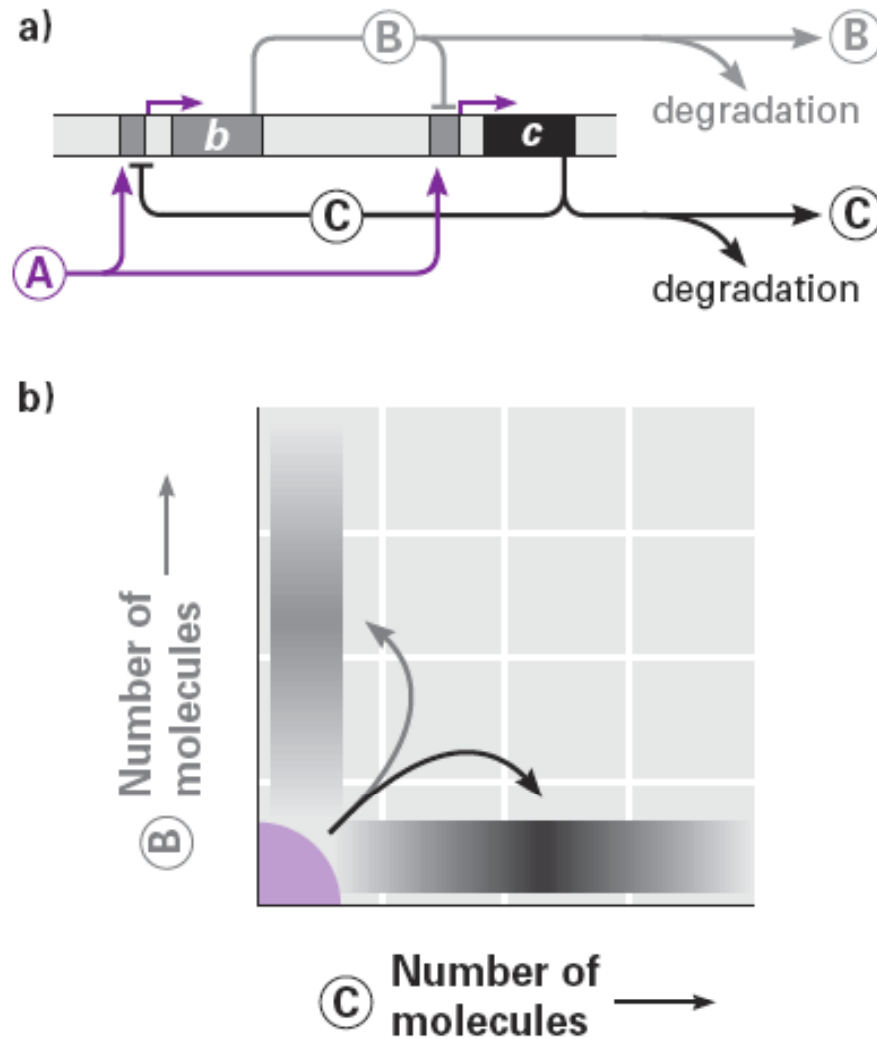 a)
B
B
degradation
b
c
C
C
A
degradation
b)
Number of
molecules
B
C
Number of
molecules